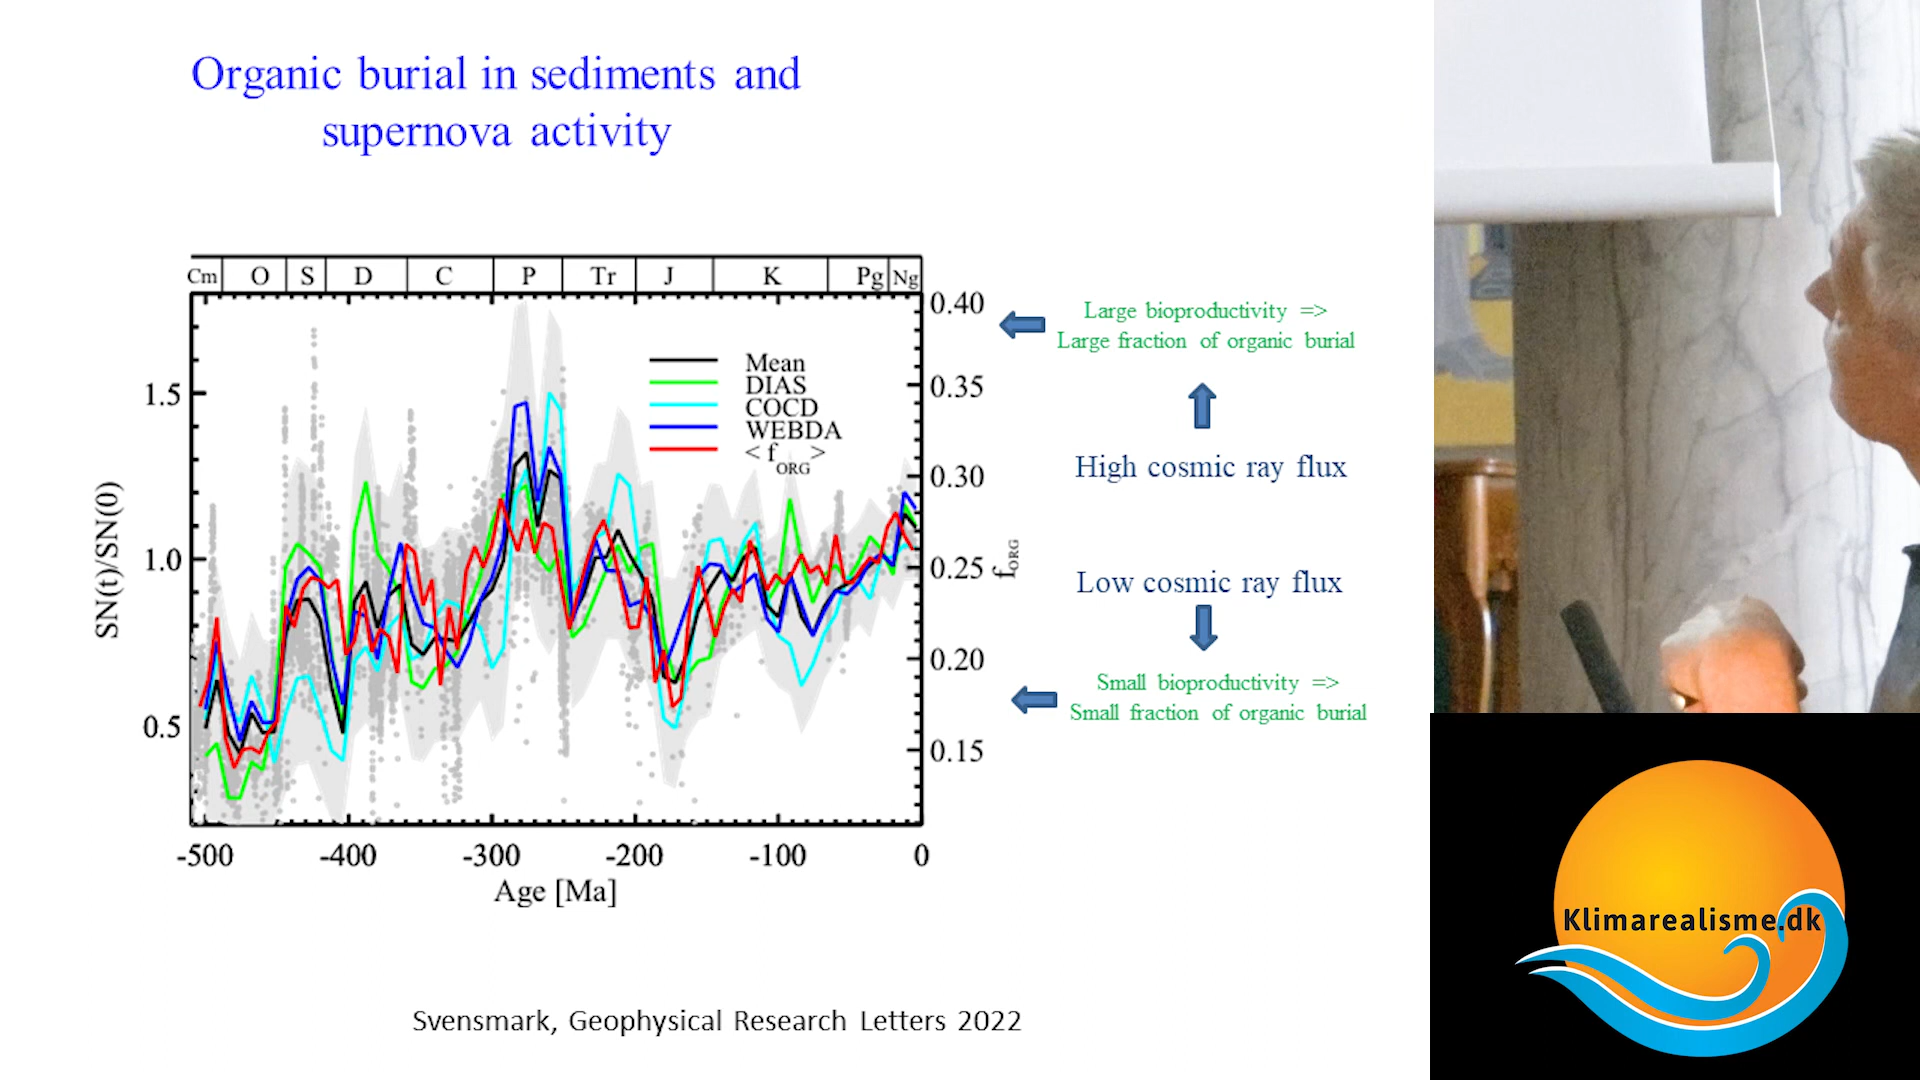 Organic burial in sediments and
supernova activity
Cm O S D C P Tr J K Pg Ng
SN(t)/SN(0)
1.5
1.0
0.5
Mean
DIAS
COCD
WEBDA
< f ORG >
0.40
0.35
0.30
0.25
0.20
0.15
f ORG
-500 -400 -300 -200 -100 0
Age [Ma]
Large bioproductivity =>
Large fraction of organic burial
High cosmic ray flux
Low cosmic ray flux
Small bioproductivity =>
Small fraction of organic burial
Svensmark, Geophysical Research Letters 2022
Klimarealisme.dk